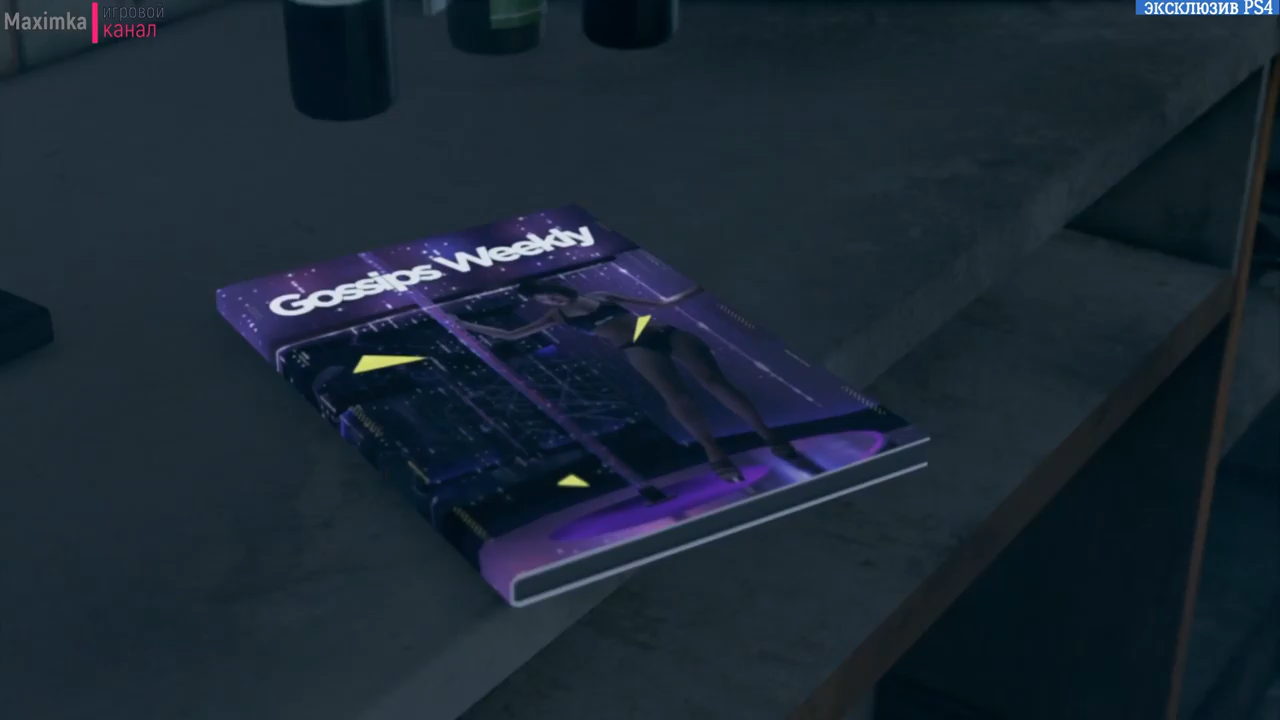 Maximka
игровой
канал
эксклюзив PS4
Gossips Weekly